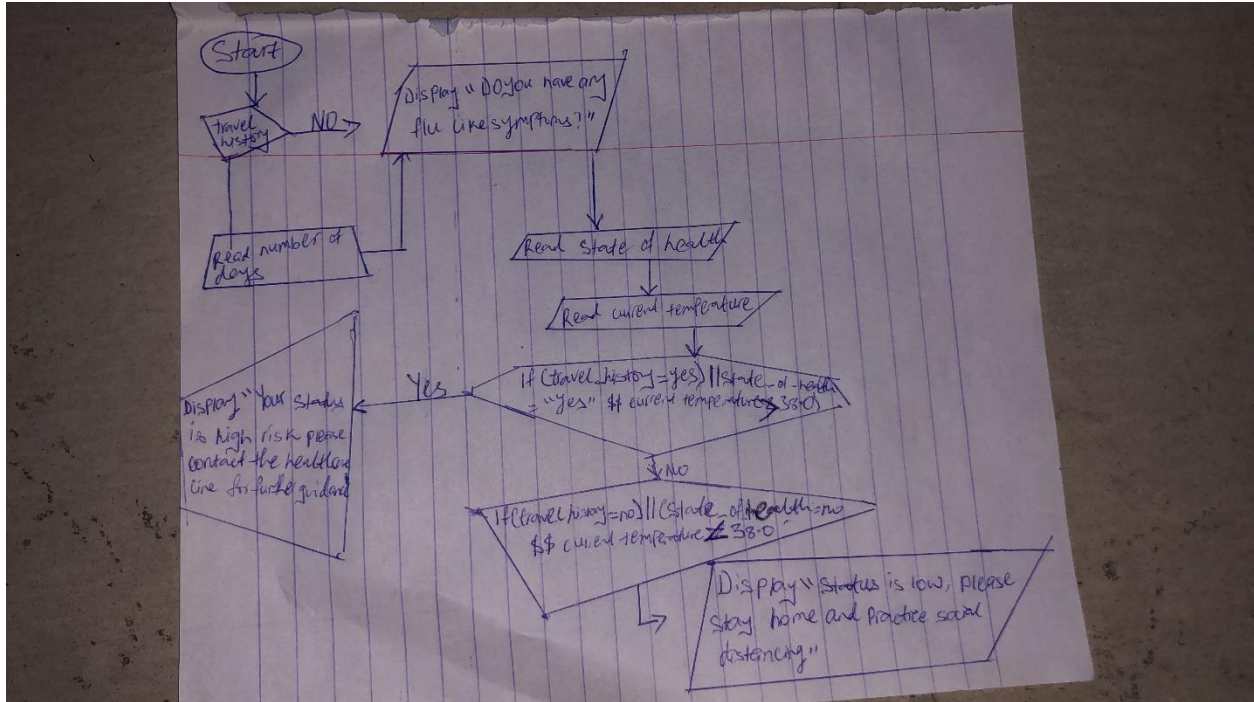 Start
travel
history
NO
Display "DO you have any
flu like symptoms?"
Read number of
days
Read State of health
Read current temperature
If (travel_history=yes) || state_of_health
= "yes" $$ current temperature > 38.0)
Yes
Display "Your status
is high risk please
contact the healthcare
line for further guidance
NO
If (travel history=no) || (state_of_health=no
$$ current temperature 38.0
Display "Status is low, please
stay home and practice social
distancing"